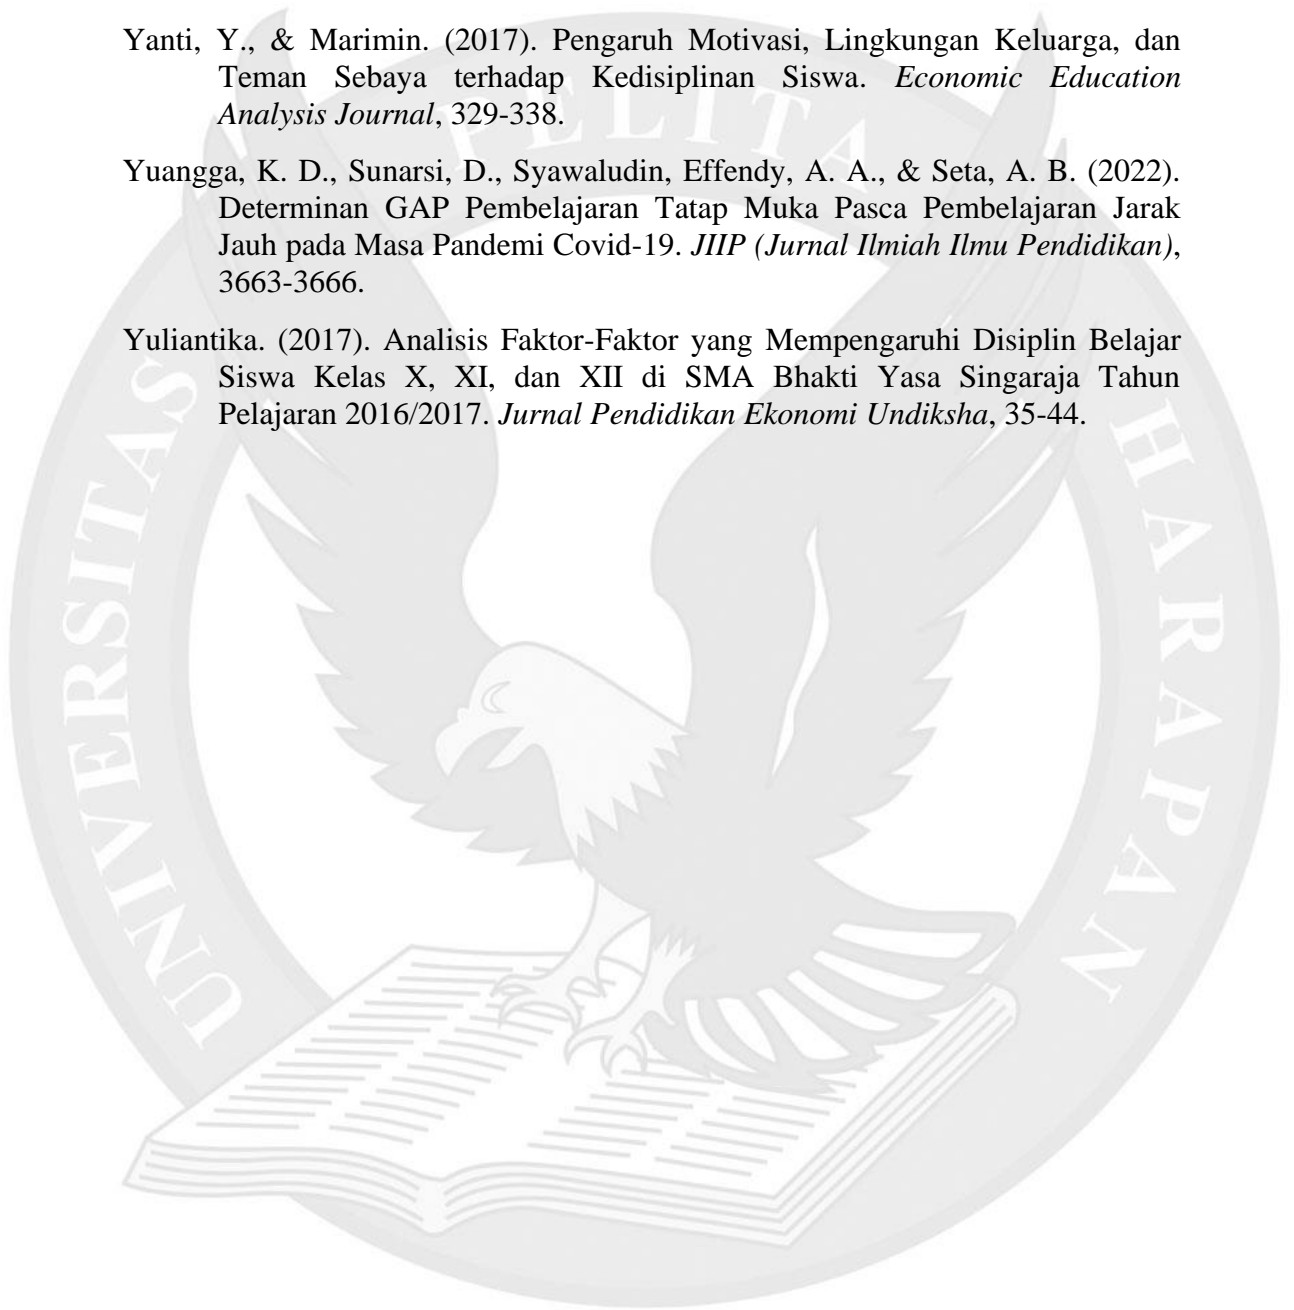 Yanti, Y., & Marimin. (2017). Pengaruh Motivasi, Lingkungan Keluarga, dan
Teman Sebaya terhadap Kedisiplinan Siswa. Economic Education
Analysis Journal, 329-338.
Yuangga, K. D., Sunarsi, D., Syawaludin, Effendy, A. A., & Seta, A. B. (2022).
Determinan GAP Pembelajaran Tatap Muka Pasca Pembelajaran Jarak
Jauh pada Masa Pandemi Covid-19. JIIP (Jurnal Ilmiah Ilmu Pendidikan),
3663-3666.
Yuliantika. (2017). Analisis Faktor-Faktor yang Mempengaruhi Disiplin Belajar
Siswa Kelas X, XI, dan XII di SMA Bhakti Yasa Singaraja Tahun
Pelajaran 2016/2017. Jurnal Pendidikan Ekonomi Undiksha, 35-44.
UNIVERSITAS PELITA HARAPAN